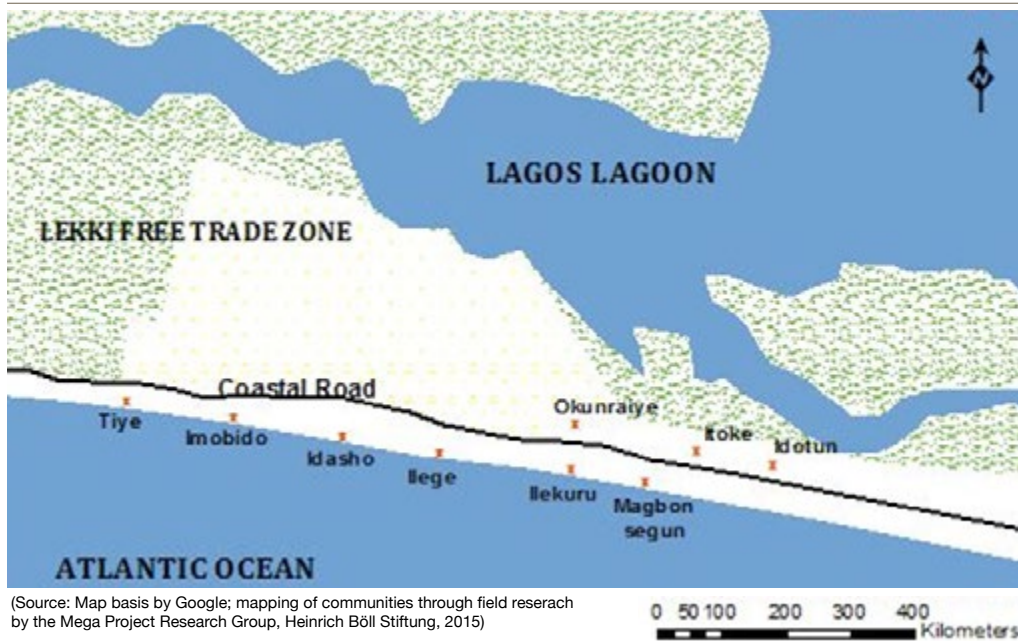 N
LAGOS LAGOON
LEKKI FREE TRADE ZONE
Coastal Road
Okunraiye
Tiye
Imobido
Itoke
Idotun
Idasho
Ilege
Ilekuru
Magbon
segun
ATLANTIC OCEAN
(Source: Map basis by Google; mapping of communities through field reserach
by the Mega Project Research Group, Heinrich Böll Stiftung, 2015)
0 50 100 200 300 400
Kilometers